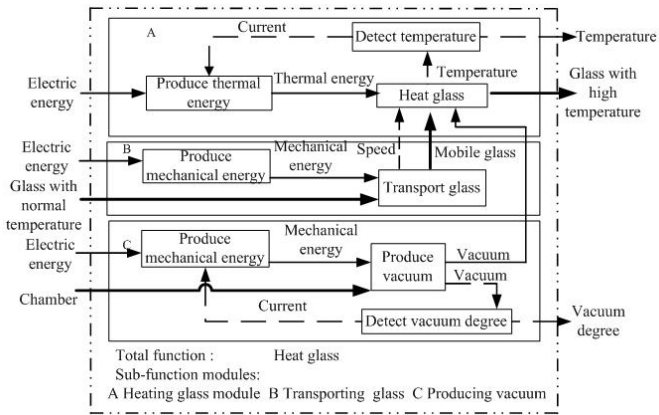 A
Current
Detect temperature
Temperature
Electric
energy
Produce thermal
energy
Thermal energy
Temperature
Heat glass
Glass with
high
temperature
Electric
energy
B
Produce
mechanical energy
Mechanical
energy
Speed
Mobile glass
Glass with
normal
temperature
Transport glass
Electric
energy
C
Produce
mechanical energy
Mechanical
energy
Produce
vacuum
Vacuum
Vacuum
Chamber
Current
Detect vacuum degree
Vacuum
degree
Total function :    Heat glass
Sub-function modules:
A Heating glass module  B Transporting  glass  C Producing vacuum